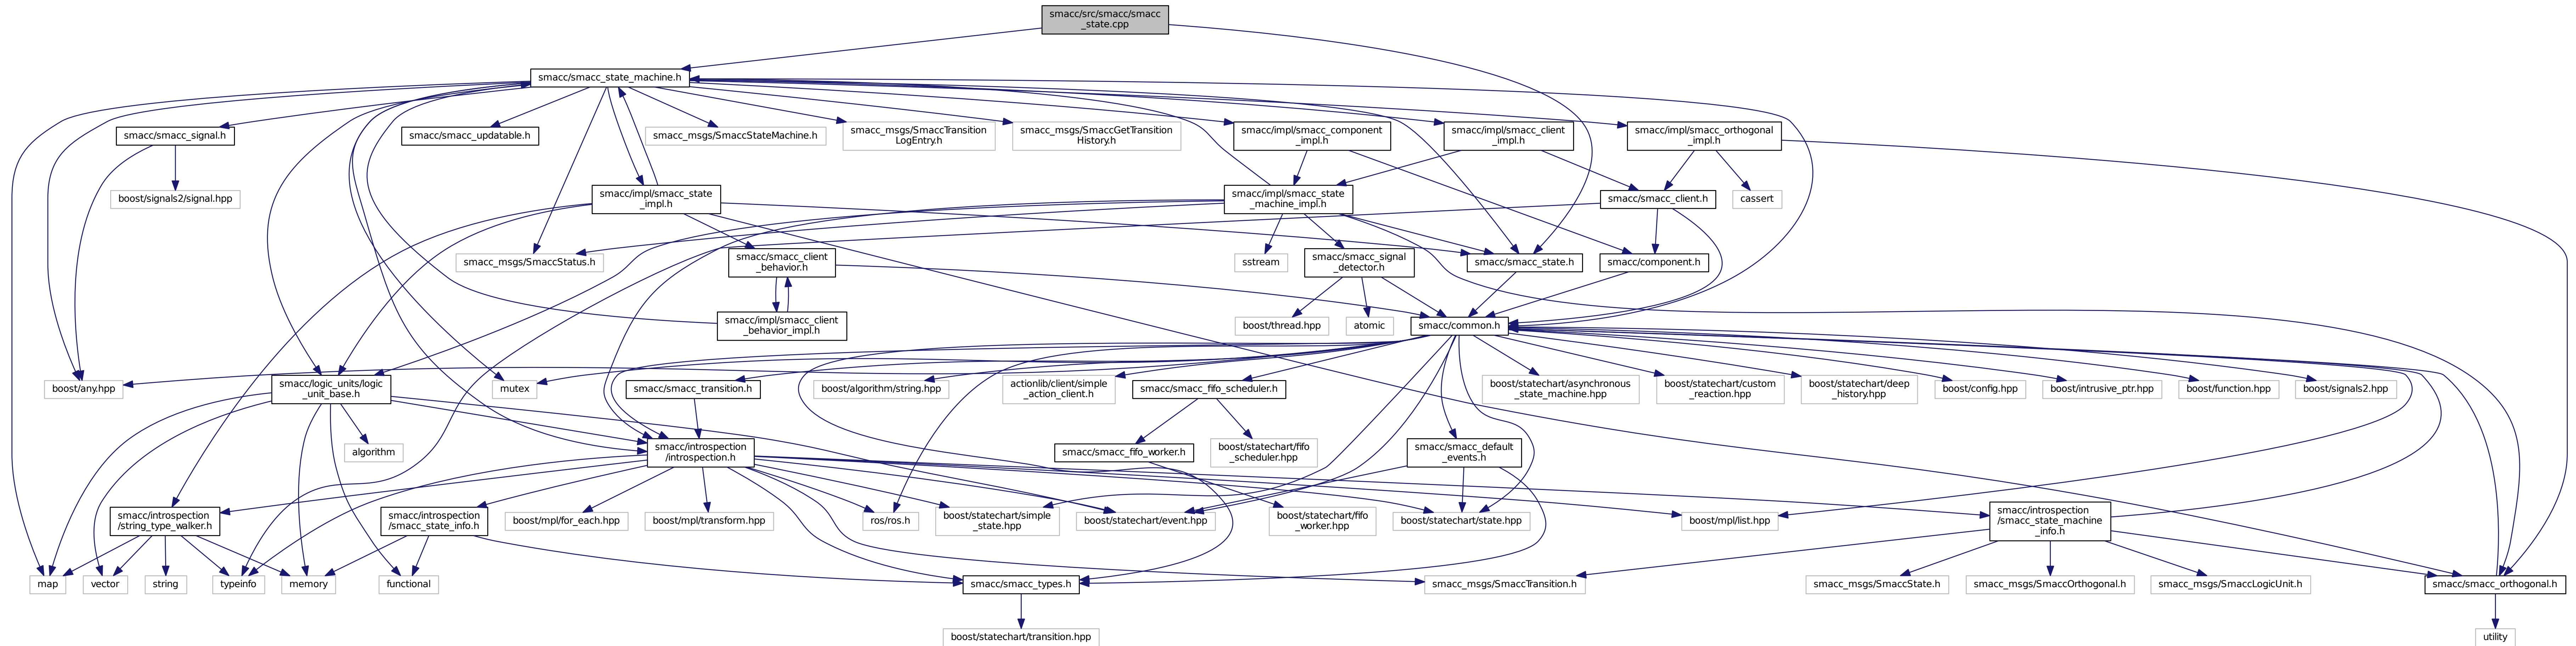 smacc/src/smacc/smacc
_state.cpp
smacc/smacc_state_machine.h
smacc/smacc_signal.h
smacc/smacc_updatable.h
smacc_msgs/SmaccStateMachine.h
smacc_msgs/SmaccTransition
LogEntry.h
smacc_msgs/SmaccGetTransition
History.h
smacc/impl/smacc_component
_impl.h
smacc/impl/smacc_client
_impl.h
smacc/impl/smacc_orthogonal
_impl.h
boost/signals2/signal.hpp
smacc/impl/smacc_state
_impl.h
smacc/impl/smacc_state
_machine_impl.h
smacc/smacc_client.h
cassert
smacc_msgs/SmaccStatus.h
smacc/smacc_client
_behavior.h
sstream
smacc/smacc_signal
_detector.h
smacc/smacc_state.h
smacc/component.h
smacc/impl/smacc_client
_behavior_impl.h
boost/thread.hpp
atomic
smacc/common.h
boost/any.hpp
smacc/logic_units/logic
_unit_base.h
mutex
smacc/smacc_transition.h
boost/algorithm/string.hpp
actionlib/client/simple
_action_client.h
smacc/smacc_fifo_scheduler.h
boost/statechart/asynchronous
_state_machine.hpp
boost/statechart/custom
_reaction.hpp
boost/statechart/deep
_history.hpp
boost/config.hpp
boost/intrusive_ptr.hpp
boost/function.hpp
boost/signals2.hpp
algorithm
smacc/introspection
/introspection.h
smacc/smacc_fifo_worker.h
boost/statechart/fifo
_scheduler.hpp
smacc/smacc_default
_events.h
smacc/introspection
/string_type_walker.h
smacc/introspection
/smacc_state_info.h
boost/mpl/for_each.hpp
boost/mpl/transform.hpp
ros/ros.h
boost/statechart/simple
_state.hpp
boost/statechart/event.hpp
boost/statechart/fifo
_worker.hpp
boost/statechart/state.hpp
boost/mpl/list.hpp
smacc/introspection
/smacc_state_machine
_info.h
map
vector
string
typeinfo
memory
functional
smacc/smacc_types.h
smacc_msgs/SmaccTransition.h
smacc_msgs/SmaccState.h
smacc_msgs/SmaccOrthogonal.h
smacc_msgs/SmaccLogicUnit.h
smacc/smacc_orthogonal.h
boost/statechart/transition.hpp
utility